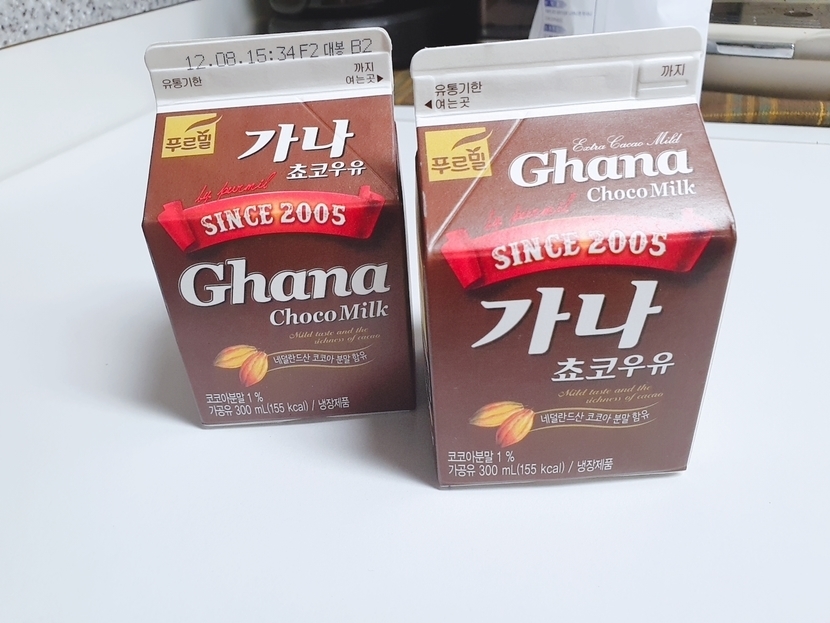 12.08.15:34F2 대봉 B2
유통기한
까지
여는곳▶
푸르밀
가나
쵸코우유
la purmil
SINCE 2005
Ghana
Choco Milk
Mild taste and the
richness of cacao
네덜란드산 코코아 분말 함유
코코아분말 1 %
가공유 300 mL(155 kcal) / 냉장제품
유통기한
까지
◀여는곳
푸르밀
Extra Cacao Mild
Ghana
Choco Milk
la purmil
SINCE 2005
가나
쵸코우유
Mild taste and the
richness of cacao
네덜란드산 코코아 분말 함유
코코아분말 1 %
가공유 300 mL(155 kcal) / 냉장제품